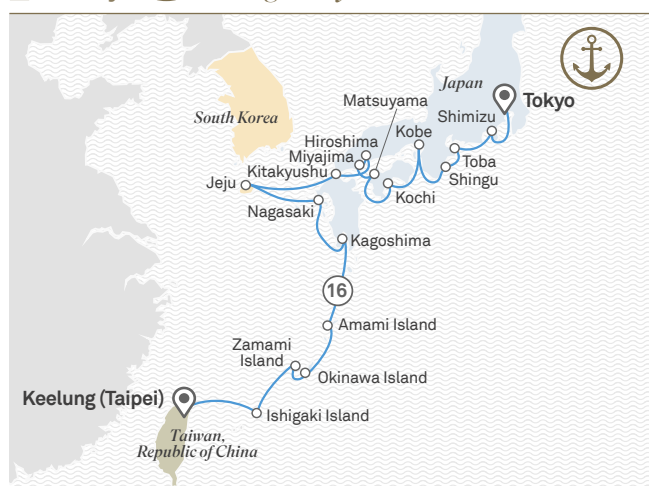 Japan
Tokyo
Matsuyama
Shimizu
South Korea
Kobe
Hiroshima
Miyajima
Toba
Kitakyushu
Shingu
Jeju
Kochi
Nagasaki
Kagoshima
16
Amami Island
Zamami
Island
Okinawa Island
Keelung (Taipei)
Ishigaki Island
Taiwan,
Republic of China